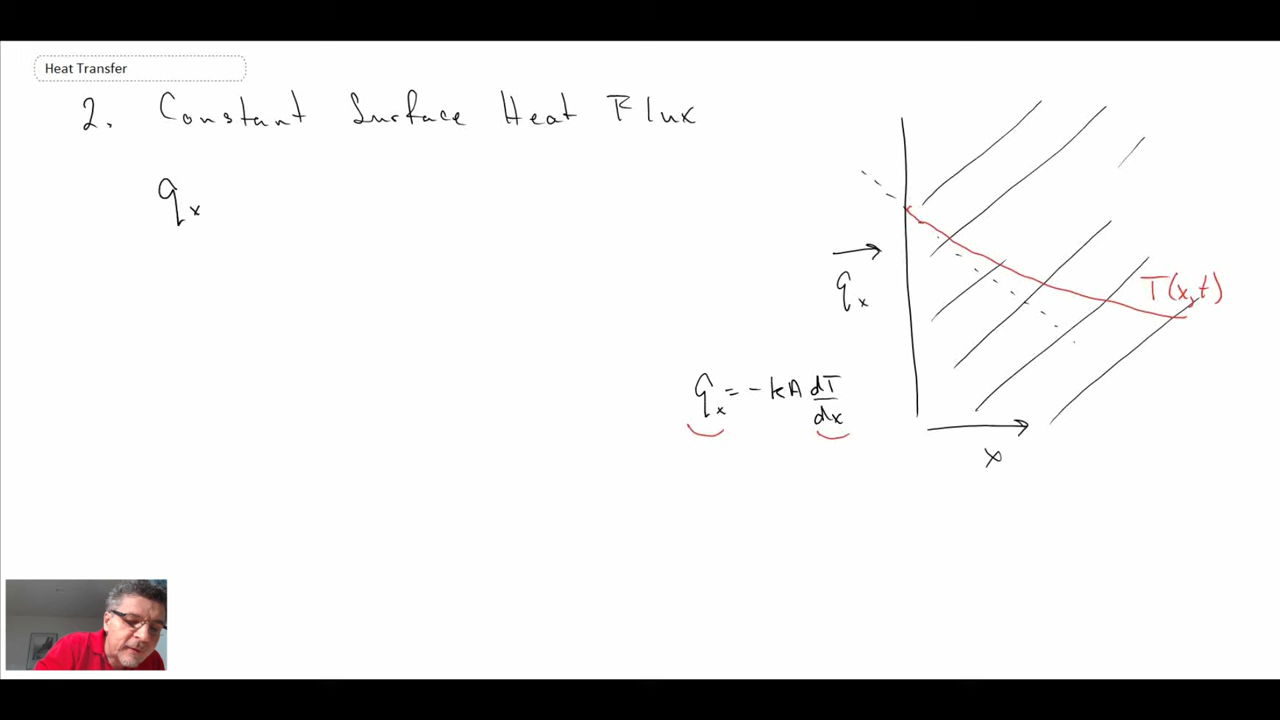 Heat Transfer
2. Constant Surface Heat Flux
qx
qx
T(x,t)
qx = -kA dT/dx
x